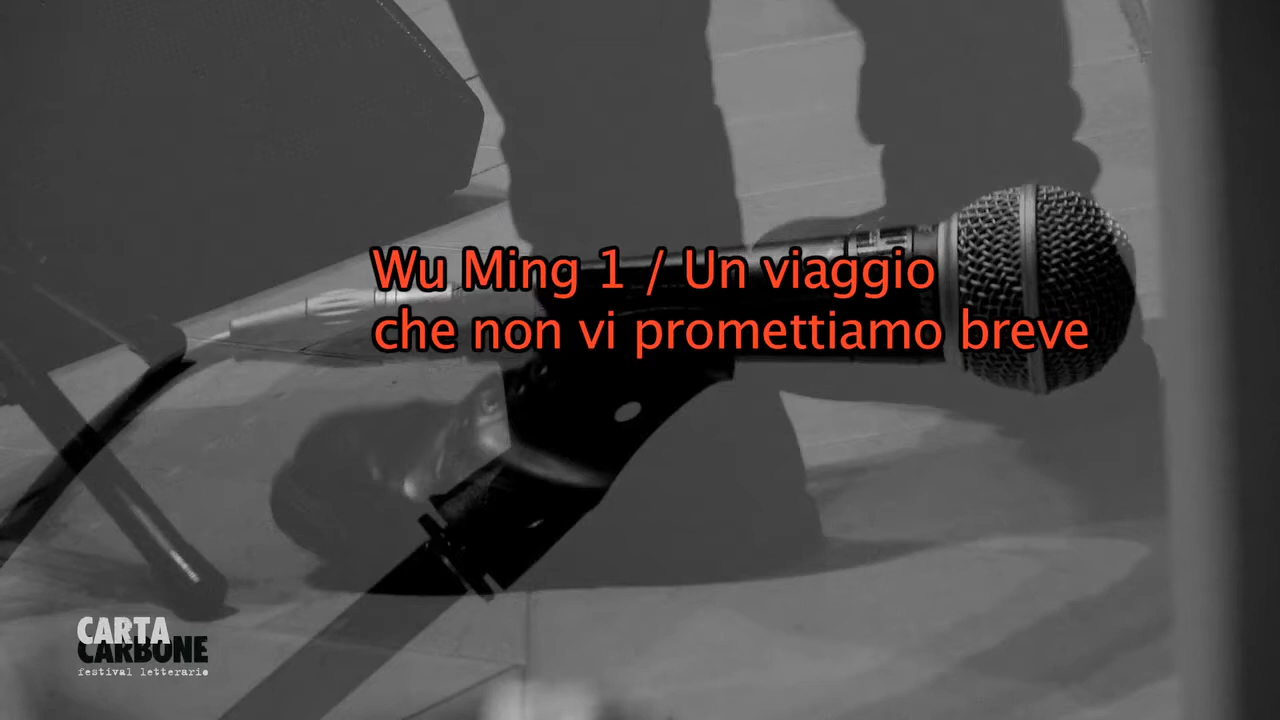 Wu Ming 1 / Un viaggio
che non vi promettiamo breve
CARTA
CARBONE
festival letterario